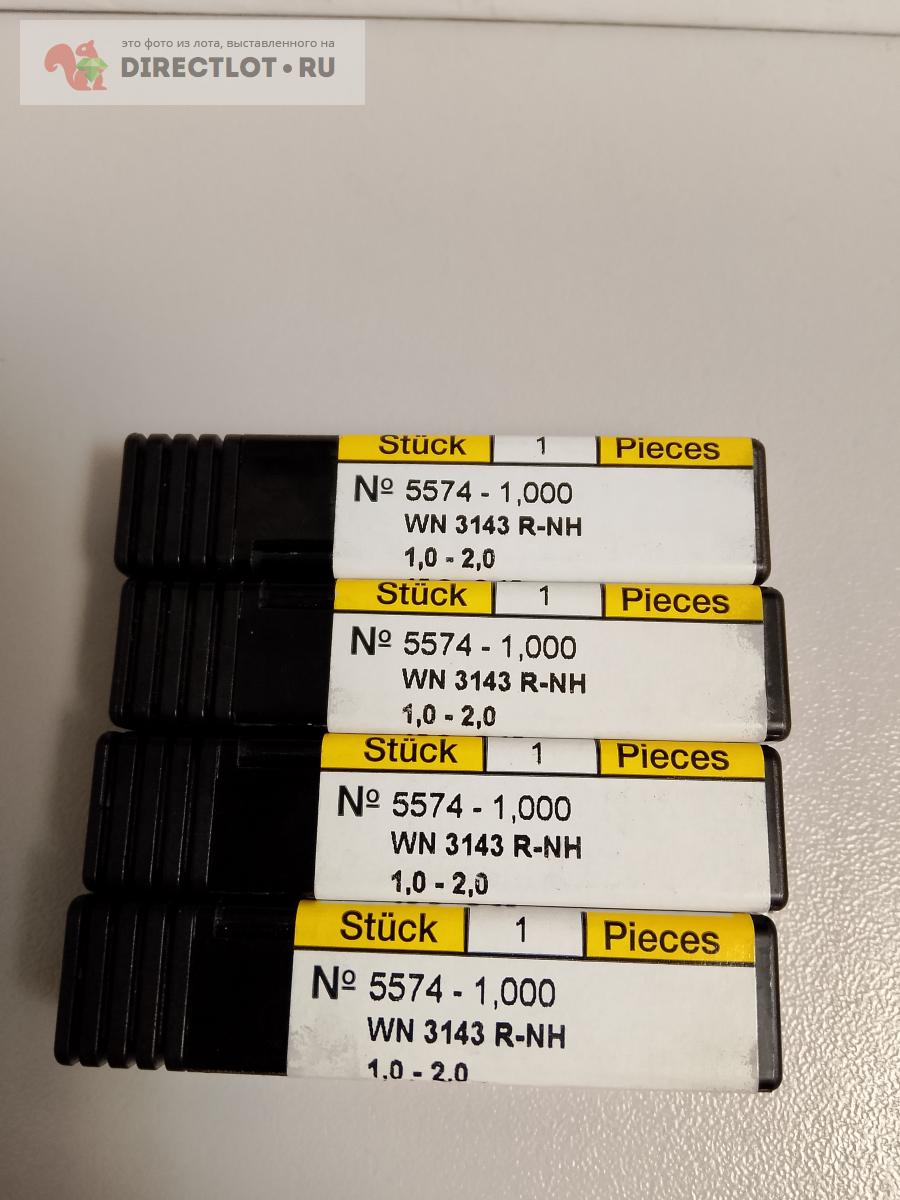 это фото из лота, выставленного на
DIRECTLOT•RU
Stück 1 Pieces
Nº 5574 - 1,000
WN 3143 R-NH
1,0 - 2,0
Stück 1 Pieces
Nº 5574 - 1,000
WN 3143 R-NH
1,0 - 2,0
Stück 1 Pieces
Nº 5574 - 1,000
WN 3143 R-NH
1,0 - 2,0
Stück 1 Pieces
Nº 5574 - 1,000
WN 3143 R-NH
1,0 - 2,0